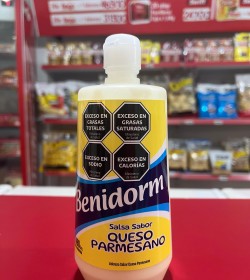 EXCESO EN
GRASAS
TOTALES
EXCESO EN
GRASAS
SATURADAS
EXCESO EN
SODIO
EXCESO EN
CALORÍAS
Benidorm
Salsa Sabor
QUESO
PARMESANO